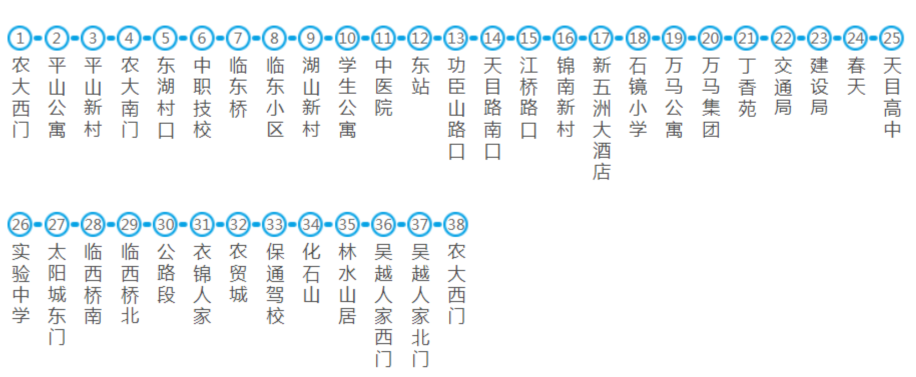 1 2 3 4 5 6 7 8 9 10 11 12 13 14 15 16 17 18 19 20 21 22 23 24 25
农大西门
平山公寓
平山新村
农大南门
东湖村口
中职技校
临东桥
临东小区
湖山新村
学生公寓
中医院
东站
功臣山路口
天目路南口
江桥路口
锦南新村
新五洲大酒店
石镜小学
万马公寓
万马集团
丁香苑
交通局
建设局
春天
天目高中
26 27 28 29 30 31 32 33 34 35 36 37 38
实验中学
太阳城东门
临西桥南
临西桥北
公路段
衣锦人家
农贸城
保通驾校
化石山
林水山居
吴越人家西门
吴越人家北门
农大西门